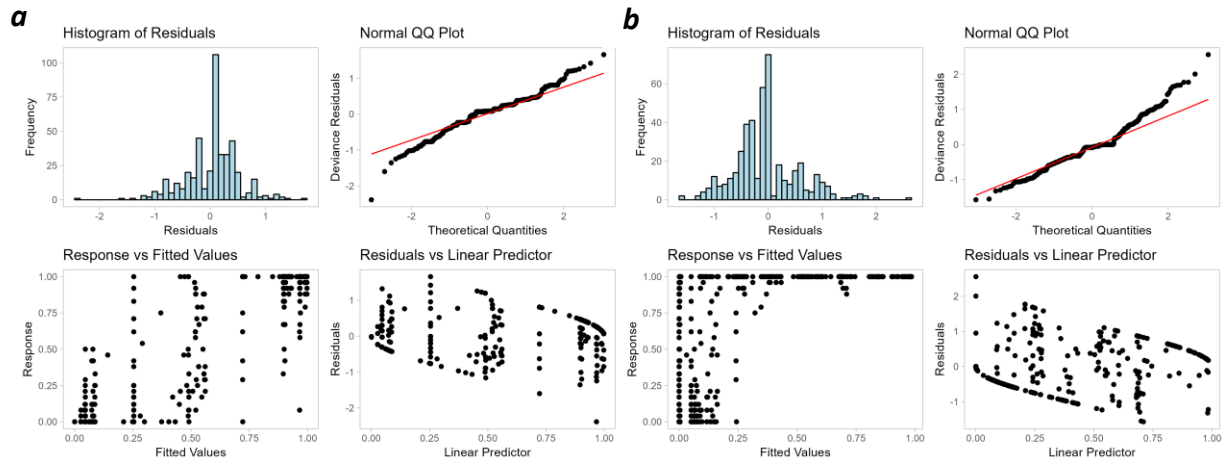 a
Histogram of Residuals
Frequency
100
75
50
25
0
-2
-1
0
1
Residuals
Normal QQ Plot
Deviance Residuals
1
0
-1
-2
-2
0
2
Theoretical Quantities
Response vs Fitted Values
Response
1.00
0.75
0.50
0.25
0.00
0.00
0.25
0.50
0.75
1.00
Fitted Values
Residuals vs Linear Predictor
Residuals
1
0
-1
-2
0.00
0.25
0.50
0.75
1.00
Linear Predictor
b
Histogram of Residuals
Frequency
60
40
20
0
-1
0
1
2
Residuals
Normal QQ Plot
Deviance Residuals
2
1
0
-1
-2
0
2
Theoretical Quantities
Response vs Fitted Values
Response
1.00
0.75
0.50
0.25
0.00
0.00
0.25
0.50
0.75
1.00
Fitted Values
Residuals vs Linear Predictor
Residuals
2
1
0
-1
0.00
0.25
0.50
0.75
1.00
Linear Predictor